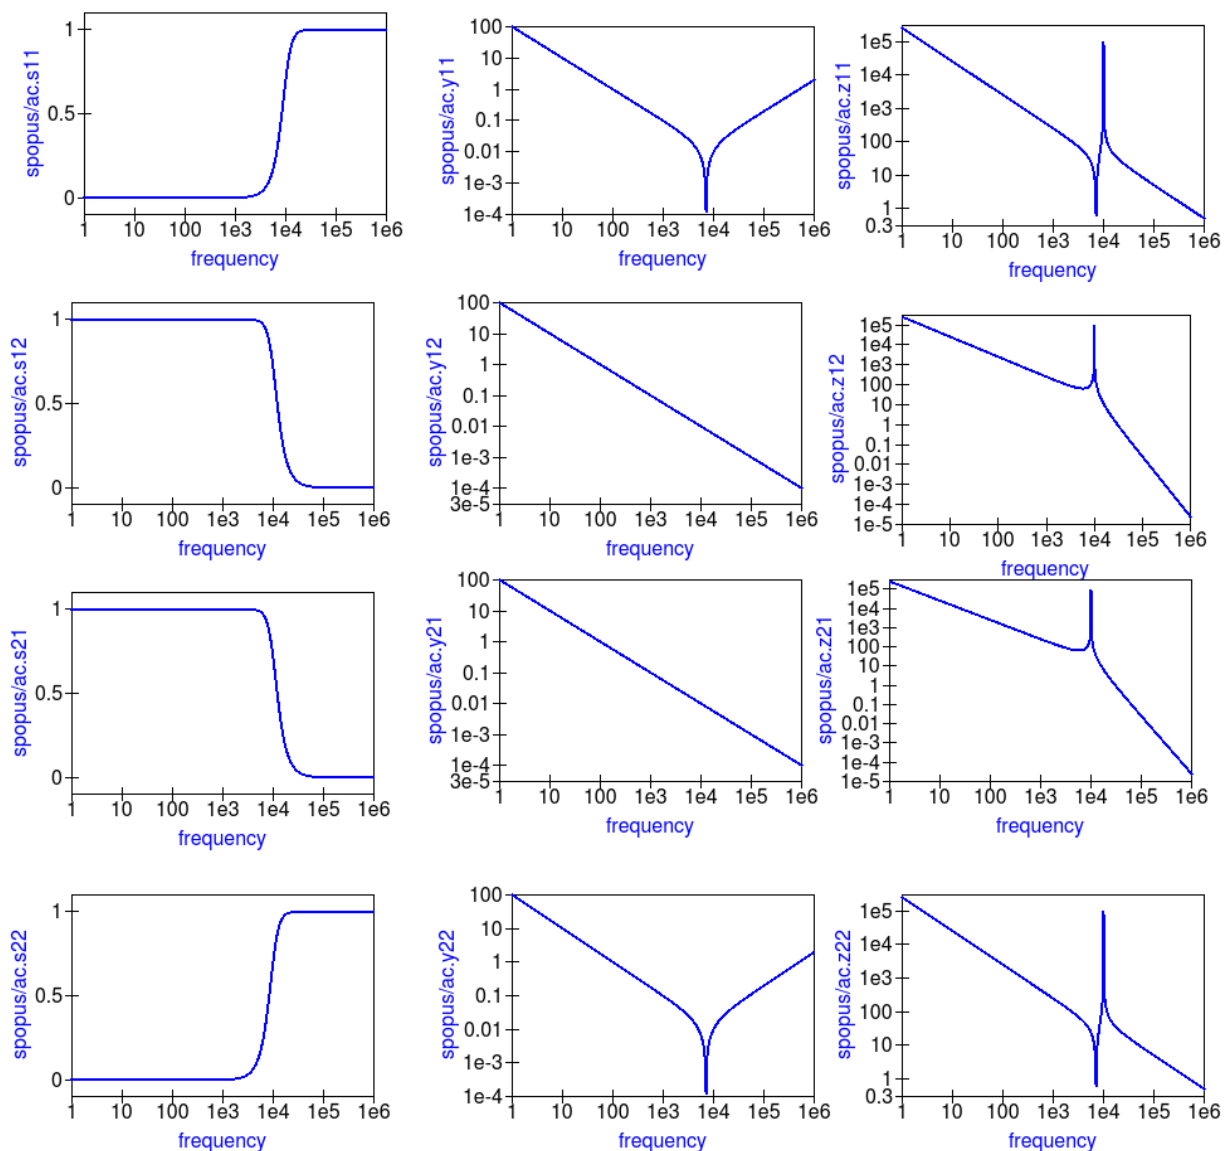 spopus/ac.s11
1
0.5
0
1 10 100 1e3 1e4 1e5 1e6
frequency
spopus/ac.y11
100
10
1
0.1
0.01
1e-3
1e-4
1 10 100 1e3 1e4 1e5 1e6
frequency
spopus/ac.z11
1e5
1e4
1e3
100
10
1
0.3
1 10 100 1e3 1e4 1e5 1e6
frequency
spopus/ac.s12
1
0.5
0
1 10 100 1e3 1e4 1e5 1e6
frequency
spopus/ac.y12
100
10
1
0.1
0.01
1e-3
1e-4
3e-5
1 10 100 1e3 1e4 1e5 1e6
frequency
spopus/ac.z12
1e5
1e4
1e3
100
10
1
0.1
0.01
1e-3
1e-4
1e-5
1 10 100 1e3 1e4 1e5 1e6
frequency
spopus/ac.s21
1
0.5
0
1 10 100 1e3 1e4 1e5 1e6
frequency
spopus/ac.y21
100
10
1
0.1
0.01
1e-3
1e-4
3e-5
1 10 100 1e3 1e4 1e5 1e6
frequency
spopus/ac.z21
1e5
1e4
1e3
100
10
1
0.1
0.01
1e-3
1e-4
1e-5
1 10 100 1e3 1e4 1e5 1e6
frequency
spopus/ac.s22
1
0.5
0
1 10 100 1e3 1e4 1e5 1e6
frequency
spopus/ac.y22
100
10
1
0.1
0.01
1e-3
1e-4
1 10 100 1e3 1e4 1e5 1e6
frequency
spopus/ac.z22
1e5
1e4
1e3
100
10
1
0.3
1 10 100 1e3 1e4 1e5 1e6
frequency